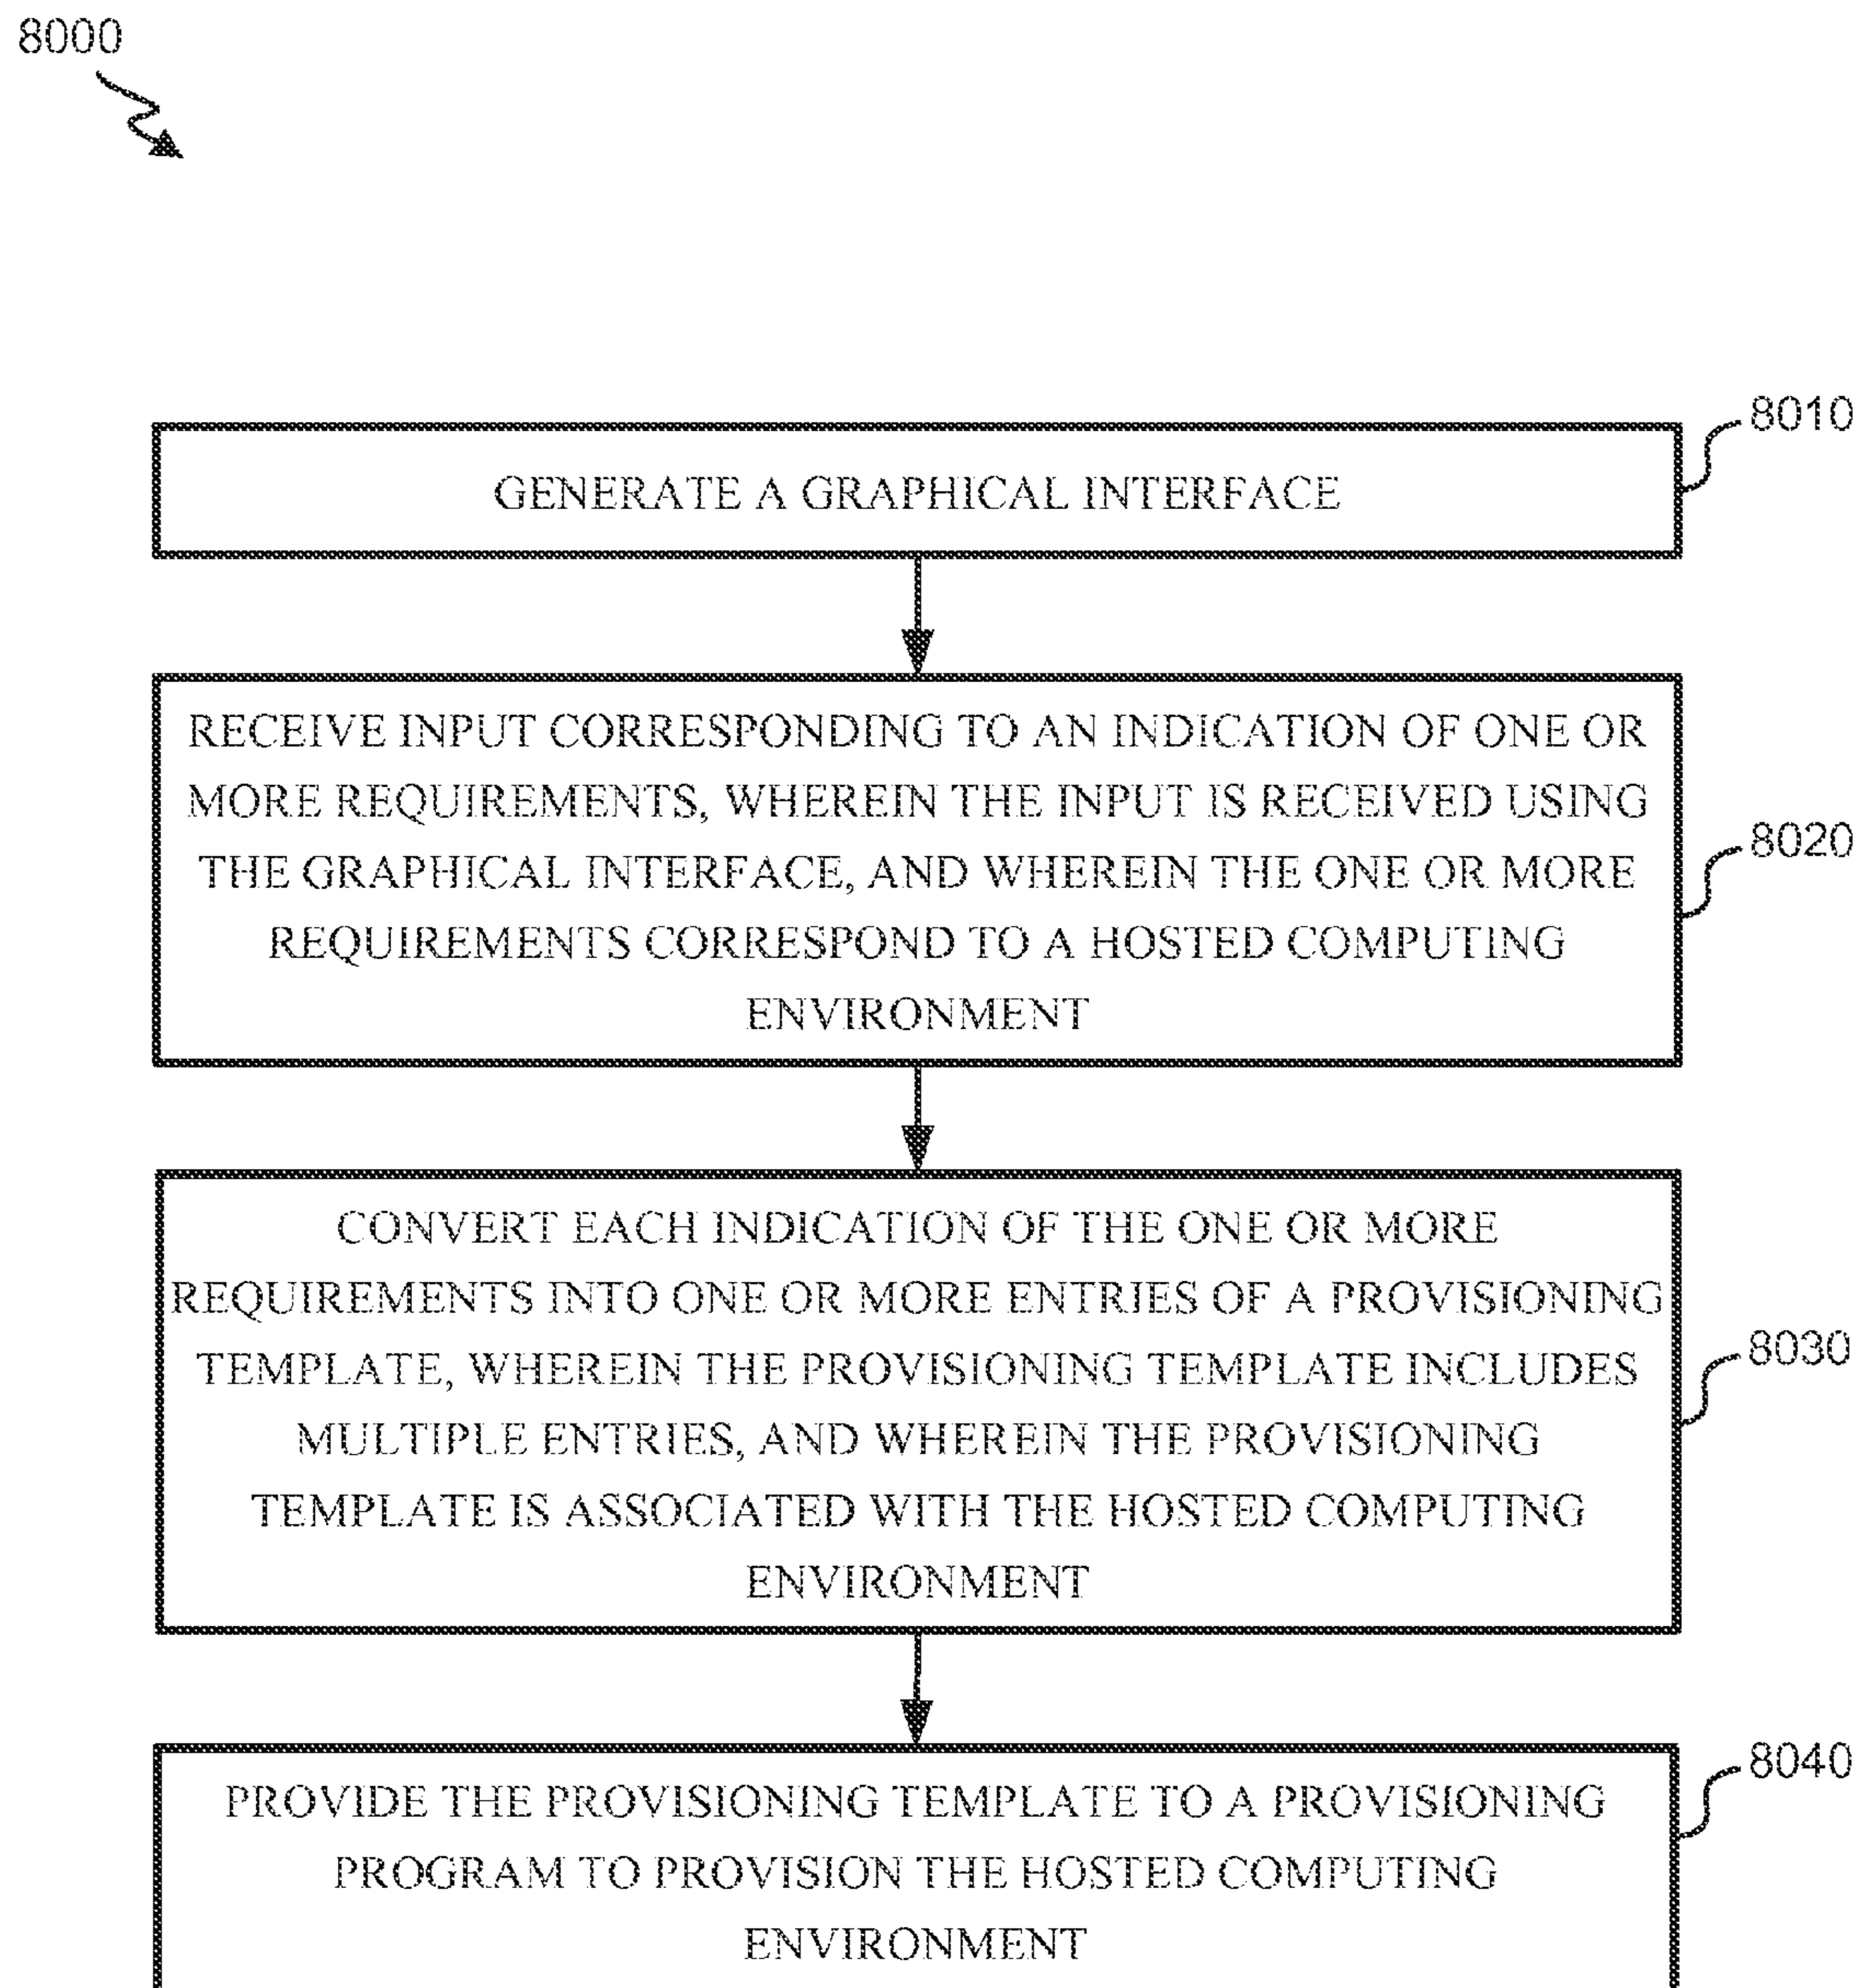 8000
8010
GENERATE A GRAPHICAL INTERFACE
RECEIVE INPUT CORRESPONDING TO AN INDICATION OF ONE OR
MORE REQUIREMENTS, WHEREIN THE INPUT IS RECEIVED USING
THE GRAPHICAL INTERFACE, AND WHEREIN THE ONE OR MORE
REQUIREMENTS CORRESPOND TO A HOSTED COMPUTING
ENVIRONMENT
8020
CONVERT EACH INDICATION OF THE ONE OR MORE
REQUIREMENTS INTO ONE OR MORE ENTRIES OF A PROVISIONING
TEMPLATE, WHEREIN THE PROVISIONING TEMPLATE INCLUDES
MULTIPLE ENTRIES, AND WHEREIN THE PROVISIONING
TEMPLATE IS ASSOCIATED WITH THE HOSTED COMPUTING
ENVIRONMENT
8030
8040
PROVIDE THE PROVISIONING TEMPLATE TO A PROVISIONING
PROGRAM TO PROVISION THE HOSTED COMPUTING
ENVIRONMENT